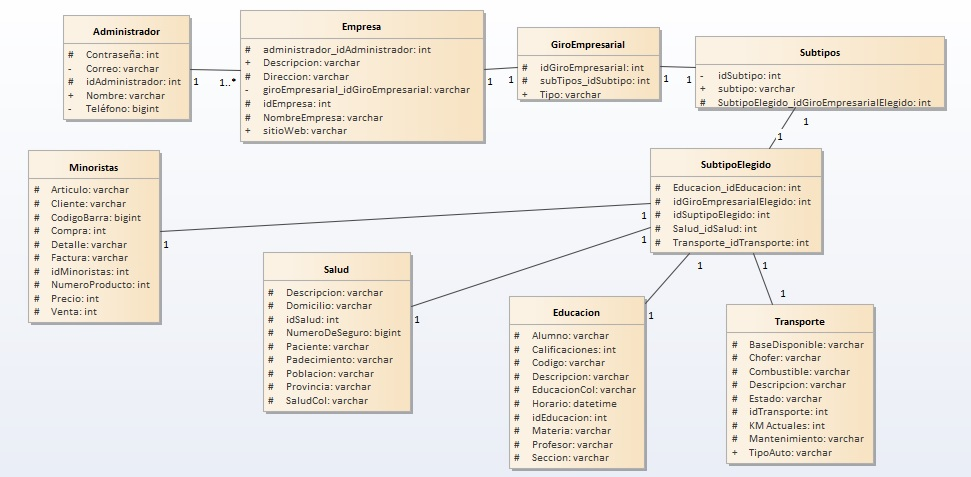 Administrador
# Contraseña: int
- Correo: varchar
# idAdministrador: int
+ Nombre: varchar
- Teléfono: bigint
1
1..*
Empresa
# administrador_idAdministrador: int
+ Descripcion: varchar
# Direccion: varchar
- giroEmpresarial_idGiroEmpresarial: varchar
# idEmpresa: int
# NombreEmpresa: varchar
+ sitioWeb: varchar
1
1
GiroEmpresarial
# idGiroEmpresarial: int
# subTipos_idSubtipo: int
+ Tipo: varchar
1
1
Subtipos
- idSubtipo: int
+ subtipo: varchar
# SubtipoElegido_idGiroEmpresarialElegido: int
1
1
Minoristas
# Articulo: varchar
# Cliente: varchar
# CodigoBarra: bigint
# Compra: int
# Detalle: varchar
# Factura: varchar
# idMinoristas: int
# NumeroProducto: int
# Precio: int
# Venta: int
1
SubtipoElegido
# Educacion_idEducacion: int
# idGiroEmpresarialElegido: int
# idSuptipoElegido: int
# Salud_idSalud: int
# Transporte_idTransporte: int
1
1
1
1
Salud
# Descripcion: varchar
# Domicilio: varchar
# idSalud: int
# NumeroDeSeguro: bigint
# Paciente: varchar
# Padecimiento: varchar
# Poblacion: varchar
# Provincia: varchar
# SaludCol: varchar
1
Educacion
# Alumno: varchar
# Calificaciones: int
# Codigo: varchar
# Descripcion: varchar
# EducacionCol: varchar
# Horario: datetime
# idEducacion: int
# Materia: varchar
# Profesor: varchar
# Seccion: varchar
1
1
Transporte
# BaseDisponible: varchar
# Chofer: varchar
# Combustible: varchar
# Descripcion: varchar
# Estado: varchar
# idTransporte: int
# KM Actuales: int
# Mantenimiento: varchar
+ TipoAuto: varchar